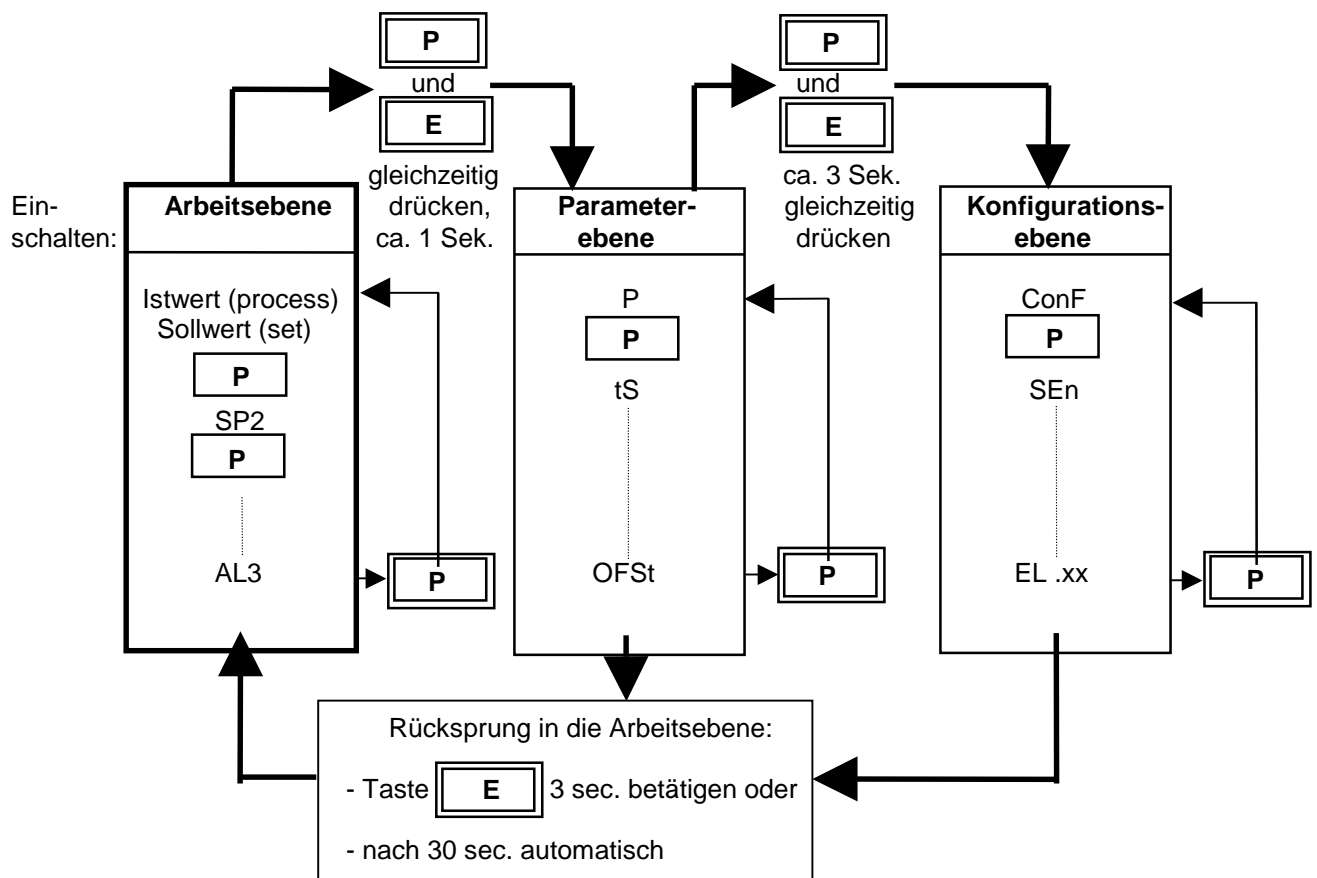 P
und
E
gleichzeitig
drücken,
ca. 1 Sek.
P
und
E
ca. 3 Sek.
gleichzeitig
drücken
Ein-
schalten:
Arbeitsebene
Istwert (process)
Sollwert (set)
P
SP2
P
AL3
P
Parameter-
ebene
P
P
tS
OFSt
P
Konfigurations-
ebene
ConF
P
SEn
EL .xx
P
Rücksprung in die Arbeitsebene:
- Taste E 3 sec. betätigen oder
- nach 30 sec. automatisch